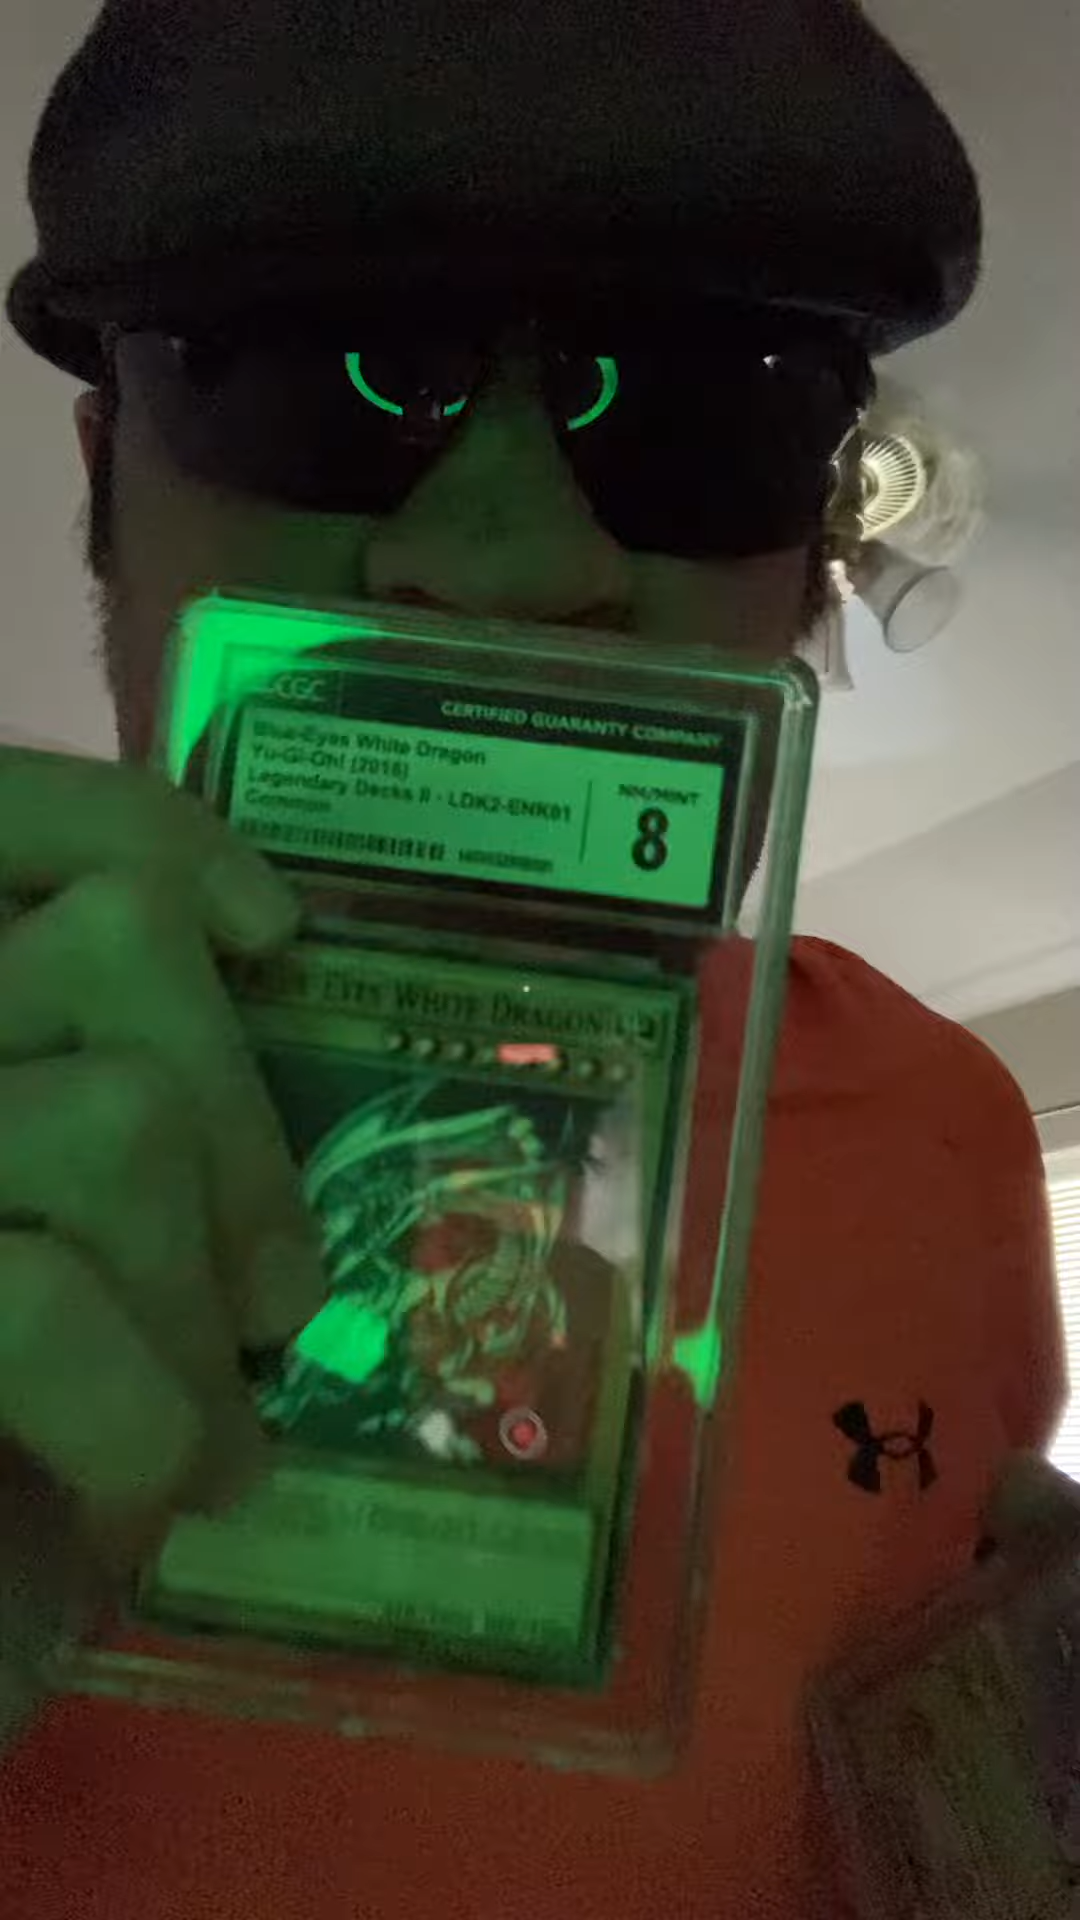 CGC
CERTIFIED GUARANTY COMPANY
Blue-Eyes White Dragon
Yu-Gi-Oh! (2016)
Legendary Decks II - LDK2-ENK01
Common
NM/MINT
8
EYES WHITE DRAGON